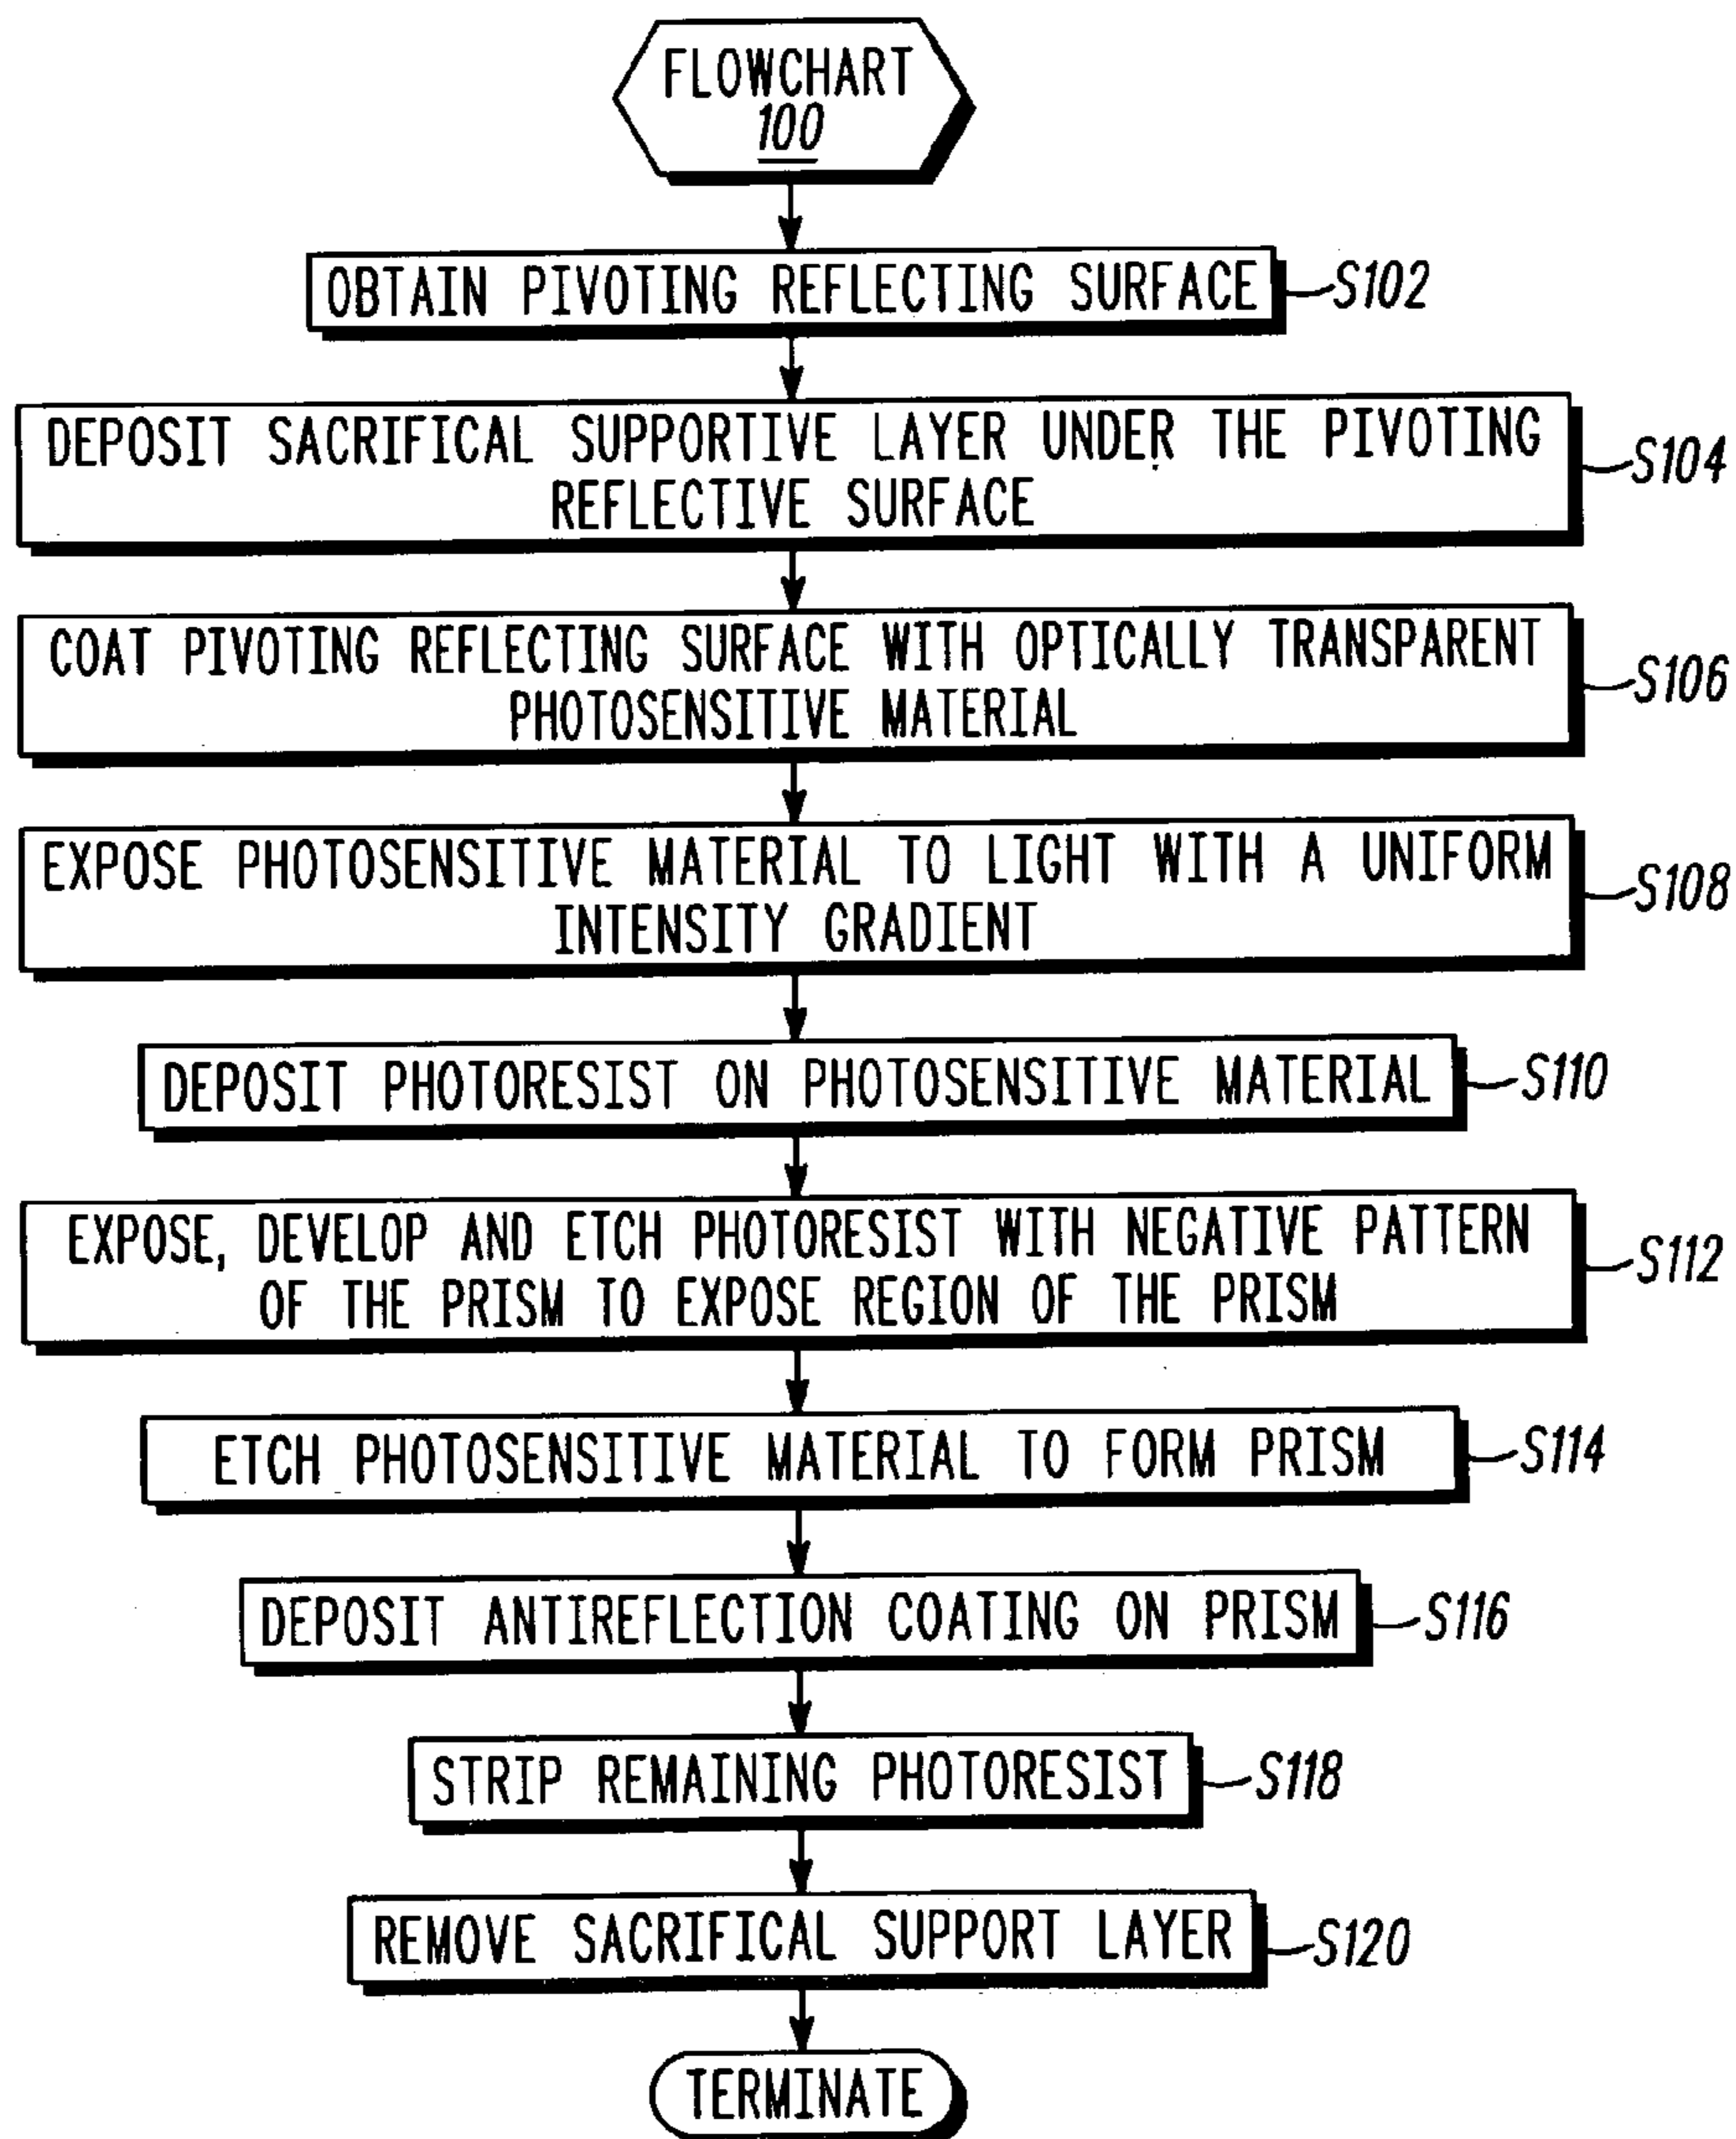 FLOWCHART
100
OBTAIN PIVOTING REFLECTING SURFACE
S102
DEPOSIT SACRIFICAL SUPPORTIVE LAYER UNDER THE PIVOTING
REFLECTIVE SURFACE
S104
COAT PIVOTING REFLECTING SURFACE WITH OPTICALLY TRANSPARENT
PHOTOSENSITIVE MATERIAL
S106
EXPOSE PHOTOSENSITIVE MATERIAL TO LIGHT WITH A UNIFORM
INTENSITY GRADIENT
S108
DEPOSIT PHOTORESIST ON PHOTOSENSITIVE MATERIAL
S110
EXPOSE, DEVELOP AND ETCH PHOTORESIST WITH NEGATIVE PATTERN
OF THE PRISM TO EXPOSE REGION OF THE PRISM
S112
ETCH PHOTOSENSITIVE MATERIAL TO FORM PRISM
S114
DEPOSIT ANTIREFLECTION COATING ON PRISM
S116
STRIP REMAINING PHOTORESIST
S118
REMOVE SACRIFICAL SUPPORT LAYER
S120
TERMINATE